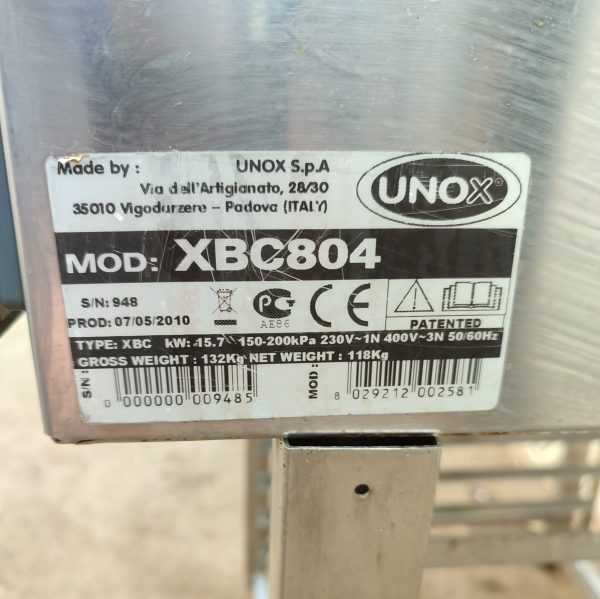 Made by : UNOX S.p.A
Via dell'Artigianato, 28/30
35010 Vigodarzere – Padova (ITALY)
UNOX®
MOD: XBC804
S/N: 948
PROD: 07/05/2010
AE86
CE
PATENTED
TYPE: XBC kW: 15.7 150-200kPa 230V~1N 400V~3N 50/60Hz
GROSS WEIGHT : 132Kg NET WEIGHT : 118Kg
S/N:
0 000000 009485
MOD:
8 029212 002581